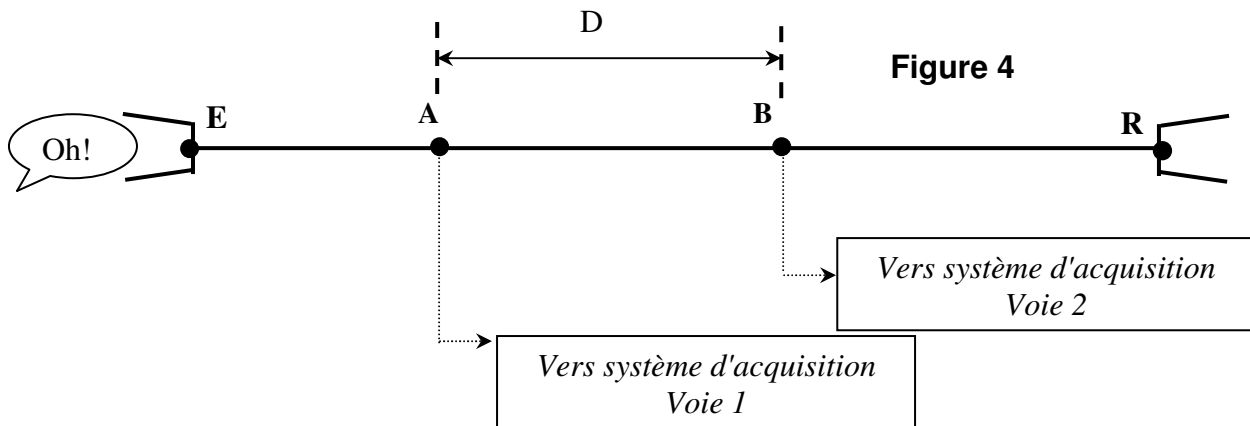 D
Figure 4
E
A
B
R
Oh!
Vers système d'acquisition
Voie 2
Vers système d'acquisition
Voie 1